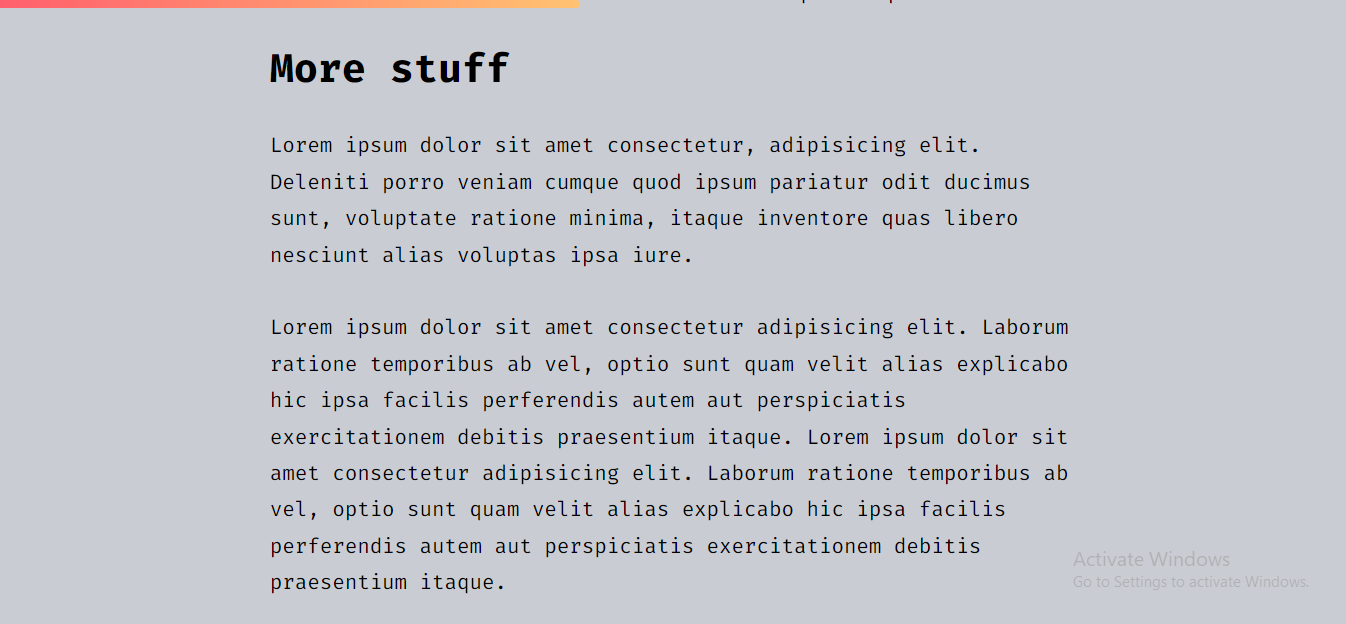 More stuff
Lorem ipsum dolor sit amet consectetur, adipisicing elit.
Deleniti porro veniam cumque quod ipsum pariatur odit ducimus
sunt, voluptate ratione minima, itaque inventore quas libero
nesciunt alias voluptas ipsa iure.
Lorem ipsum dolor sit amet consectetur adipisicing elit. Laborum
ratione temporibus ab vel, optio sunt quam velit alias explicabo
hic ipsa facilis perferendis autem aut perspiciatis
exercitationem debitis praesentium itaque. Lorem ipsum dolor sit
amet consectetur adipisicing elit. Laborum ratione temporibus ab
vel, optio sunt quam velit alias explicabo hic ipsa facilis
perferendis autem aut perspiciatis exercitationem debitis
praesentium itaque.
Activate Windows
Go to Settings to activate Windows.